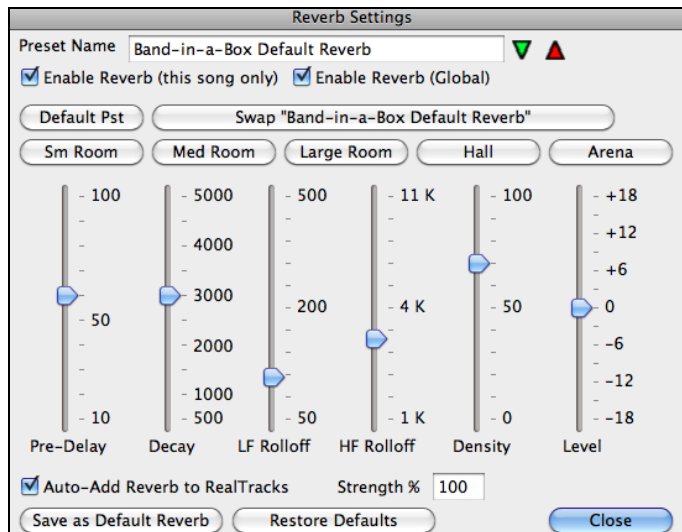 Reverb Settings
Preset Name Band-in-a-Box Default Reverb
Enable Reverb (this song only) Enable Reverb (Global)
Default Pst Swap "Band-in-a-Box Default Reverb"
Sm Room Med Room Large Room Hall Arena
- 100 - 5000 - 500 - 11 K - 100 - +18
- 4000 - +12
- +6
- 50 - 3000 - 200 - 4 K - 50 - 0
- 2000 - -6
- 1000 - -12
- 10 - 500 - 50 - 1 K - 0 - -18
Pre-Delay Decay LF Rolloff HF Rolloff Density Level
Auto-Add Reverb to RealTracks Strength % 100
Save as Default Reverb Restore Defaults Close